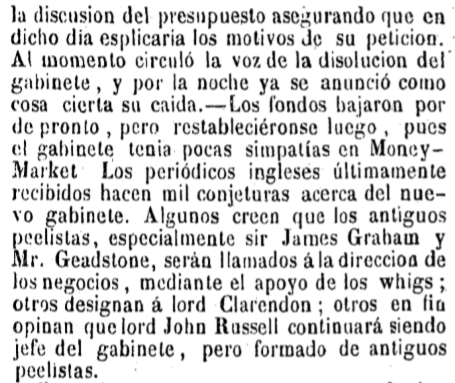 la discusion del presupuesto asegurando que en
dicho dia esplicaria los motivos de su peticion.
Al momento circuló la voz de la disolucion del
gabinete, y por la noche ya se anunció como
cosa cierta su caida.—Los fondos bajaron por
de pronto, pero restableciéronse luego, pues
el gabinete tenia pocas simpatías en Money-
Market Los periódicos ingleses últimamente
recibidos hacen mil conjeturas acerca del nue-
vo gabinete. Algunos creen que los antiguos
peelistas, especialmente sir James Graham y
Mr. Geadstone, serán llamados á la direccion de
los negocios, mediante el apoyo de los whigs;
otros designan á lord Clarendon; otros en fin
opinan que lord John Russell continuará siendo
jefe del gabinete, pero formado de antiguos
peelistas.